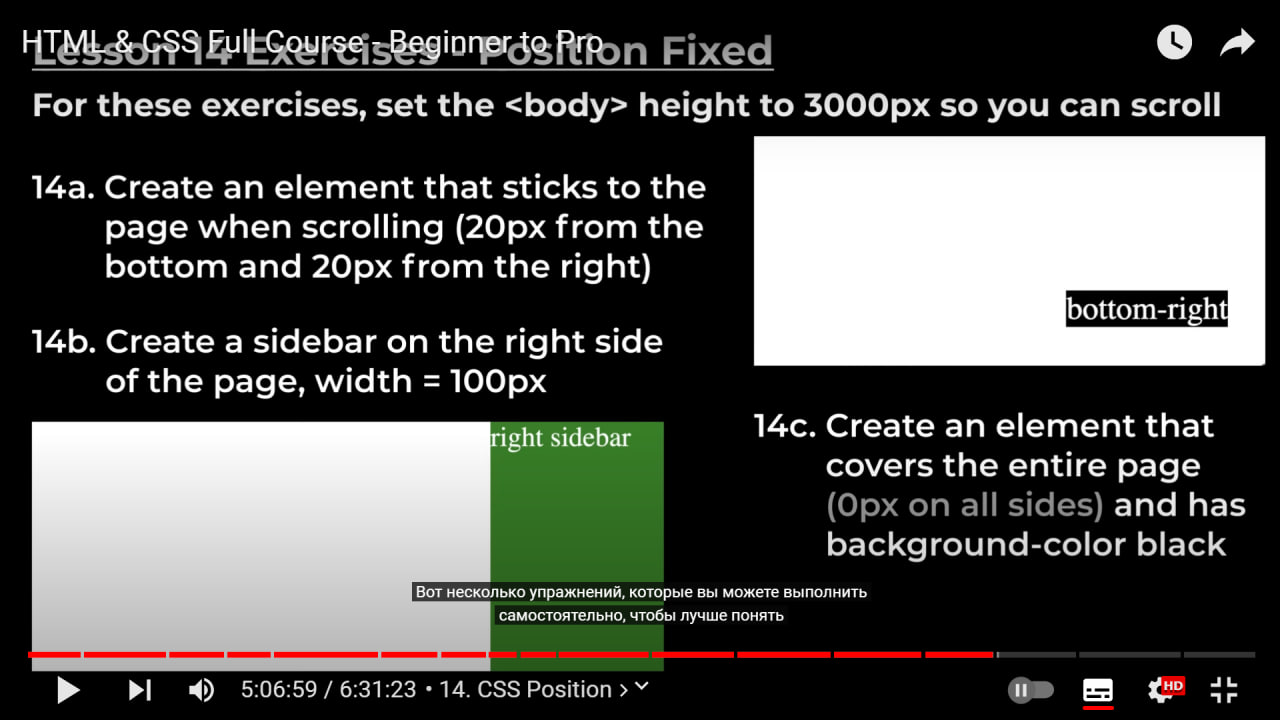 HTML & CSS Full Course - Beginner to Pro
Lesson 14 Exercises - Position Fixed
For these exercises, set the <body> height to 3000px so you can scroll
14a. Create an element that sticks to the
page when scrolling (20px from the
bottom and 20px from the right)
bottom-right
14b. Create a sidebar on the right side
of the page, width = 100px
right sidebar
14c. Create an element that
covers the entire page
(0px on all sides) and has
background-color black
Вот несколько упражнений, которые вы можете выполнить
самостоятельно, чтобы лучше понять
5:06:59 / 6:31:23 • 14. CSS Position
HD